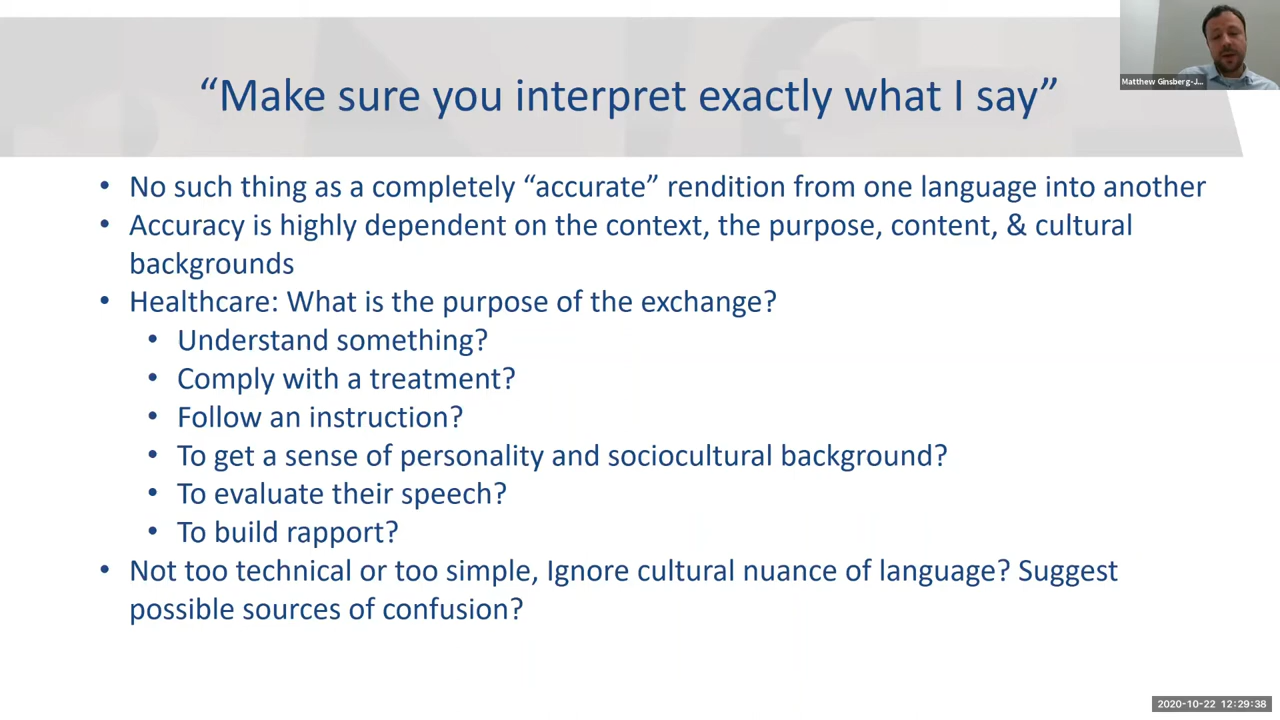 “Make sure you interpret exactly what I say”
Matthew Ginsberg-J...
• No such thing as a completely “accurate” rendition from one language into another
• Accuracy is highly dependent on the context, the purpose, content, & cultural
backgrounds
• Healthcare: What is the purpose of the exchange?
• Understand something?
• Comply with a treatment?
• Follow an instruction?
• To get a sense of personality and sociocultural background?
• To evaluate their speech?
• To build rapport?
• Not too technical or too simple, Ignore cultural nuance of language? Suggest
possible sources of confusion?
2020-10-22 12:29:38